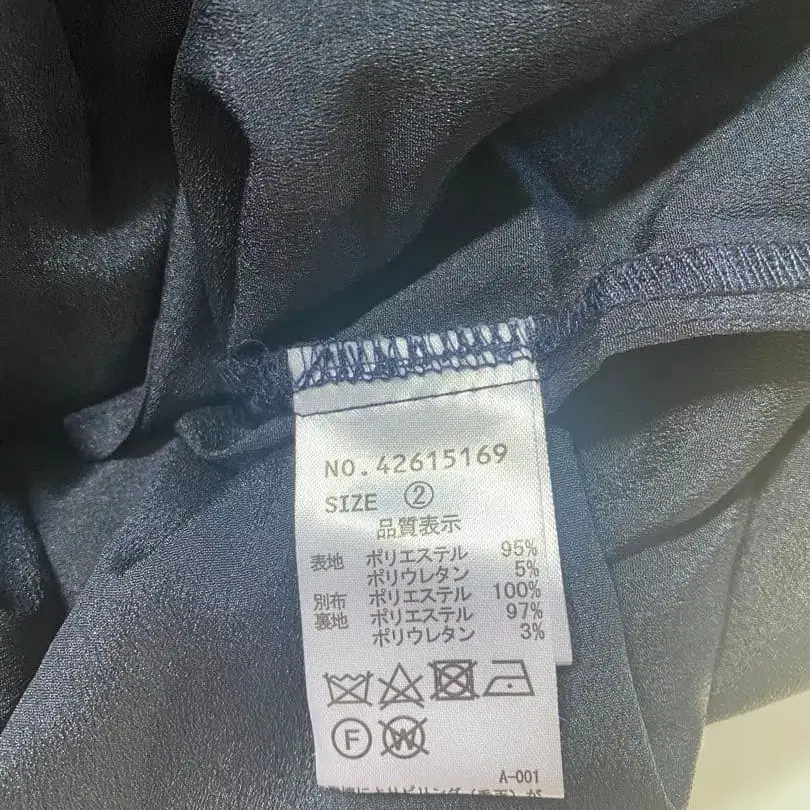 NO.42615169
SIZE ②
品質表示
表地 ポリエステル 95%
ポリウレタン 5%
別布 ポリエステル 100%
裏地 ポリエステル 97%
ポリウレタン 3%
F W
A-001